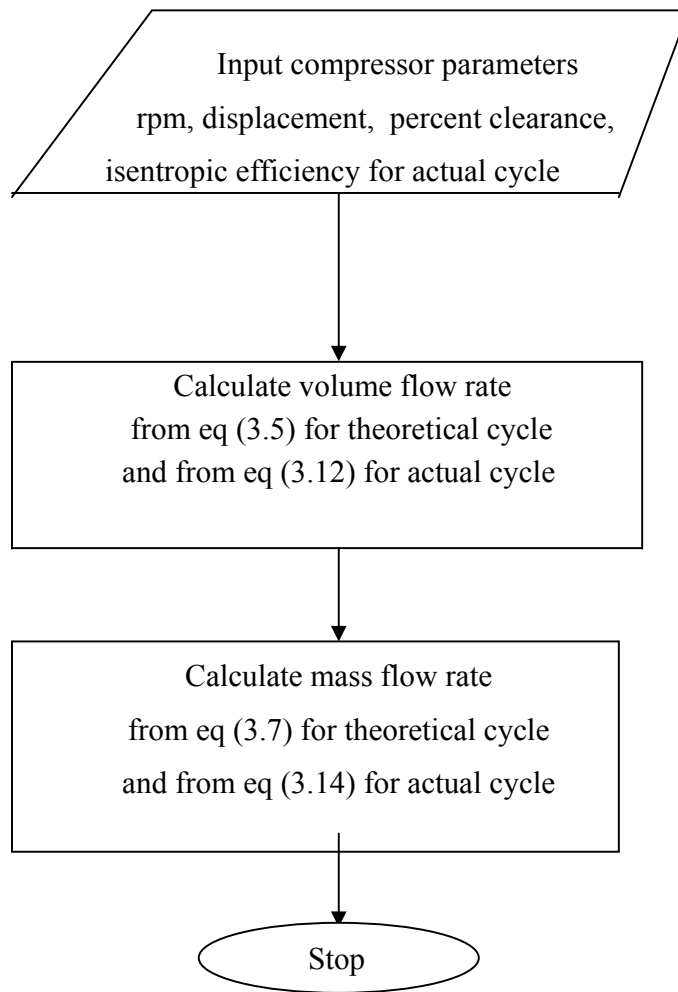 Input compressor parameters
rpm, displacement, percent clearance,
isentropic efficiency for actual cycle
Calculate volume flow rate
from eq (3.5) for theoretical cycle
and from eq (3.12) for actual cycle
Calculate mass flow rate
from eq (3.7) for theoretical cycle
and from eq (3.14) for actual cycle
Stop